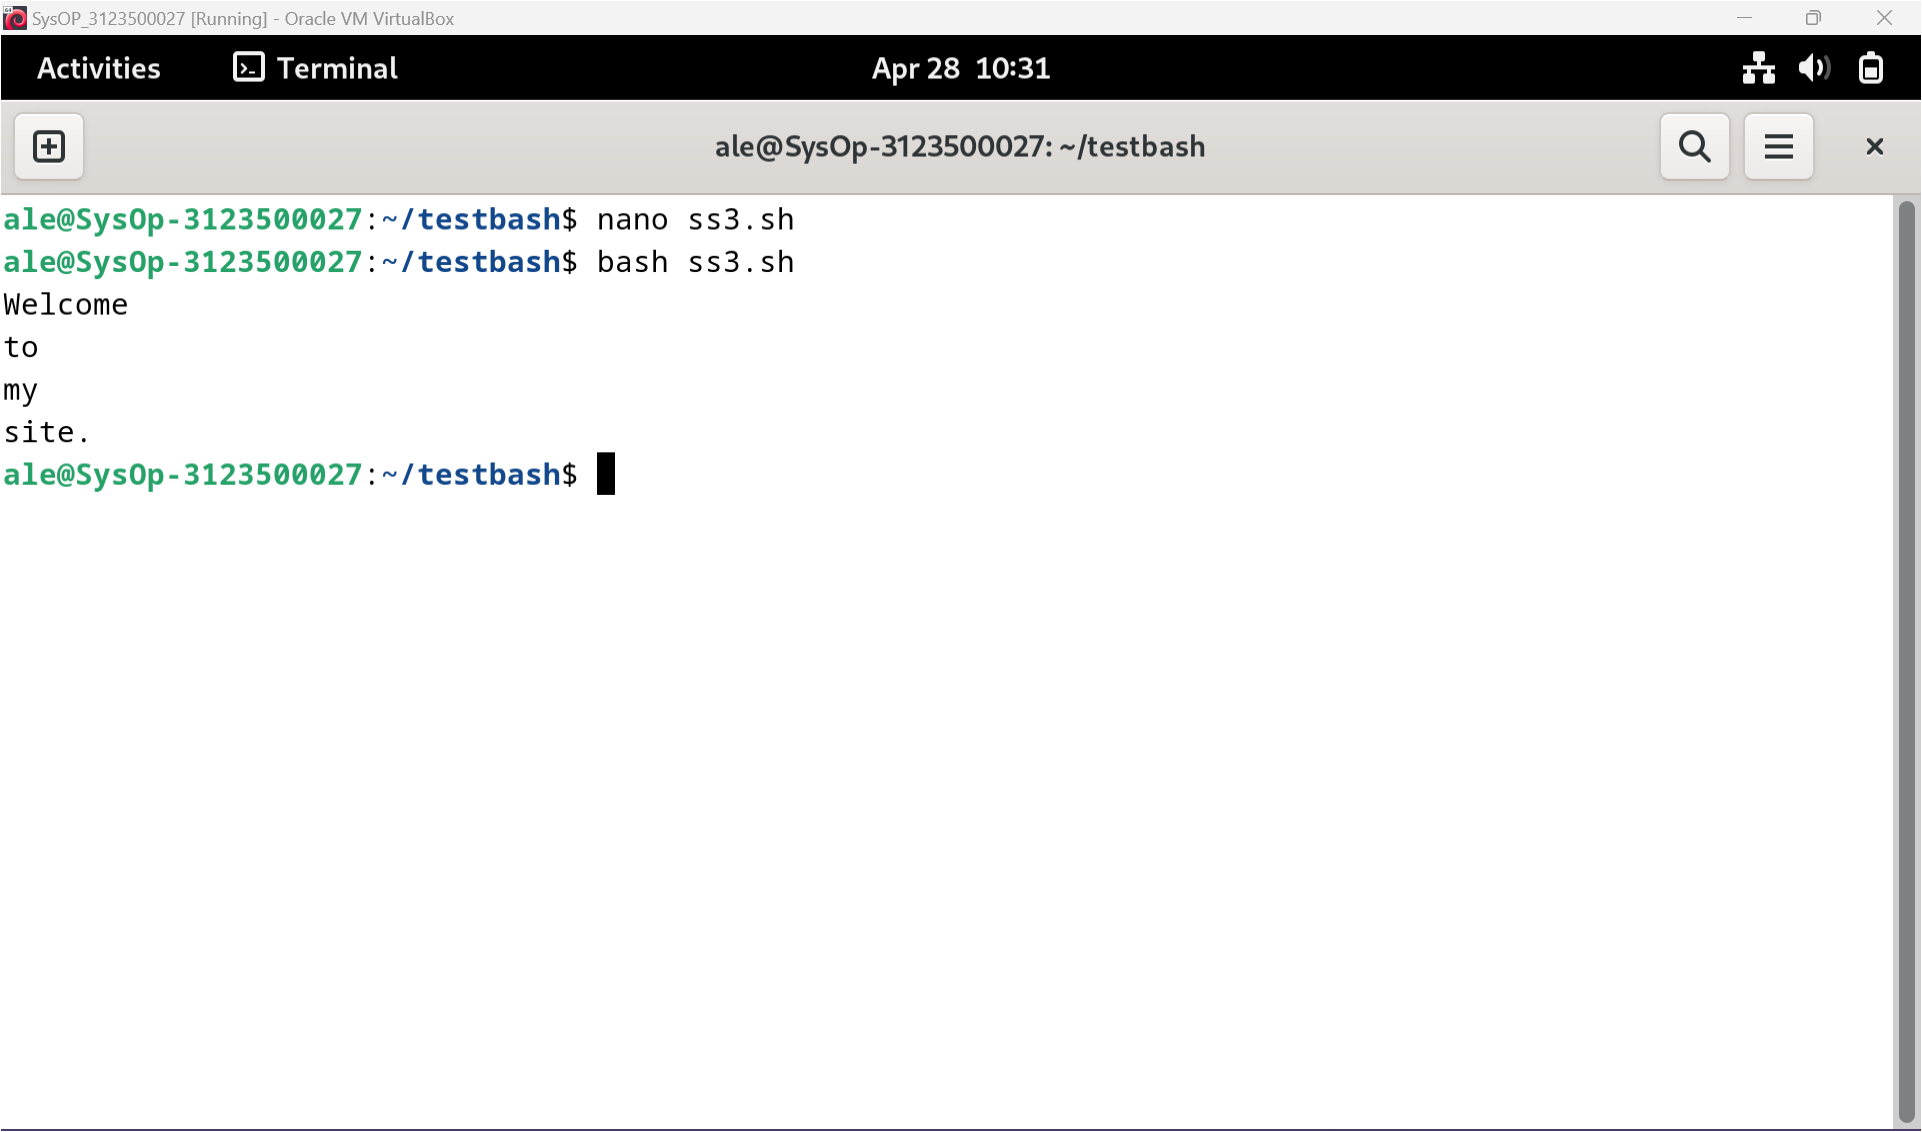 SysOP_3123500027 [Running] - Oracle VM VirtualBox
Activities Terminal Apr 28 10:31
ale@SysOp-3123500027: ~/testbash
ale@SysOp-3123500027:~/testbash$ nano ss3.sh
ale@SysOp-3123500027:~/testbash$ bash ss3.sh
Welcome
to
my
site.
ale@SysOp-3123500027:~/testbash$